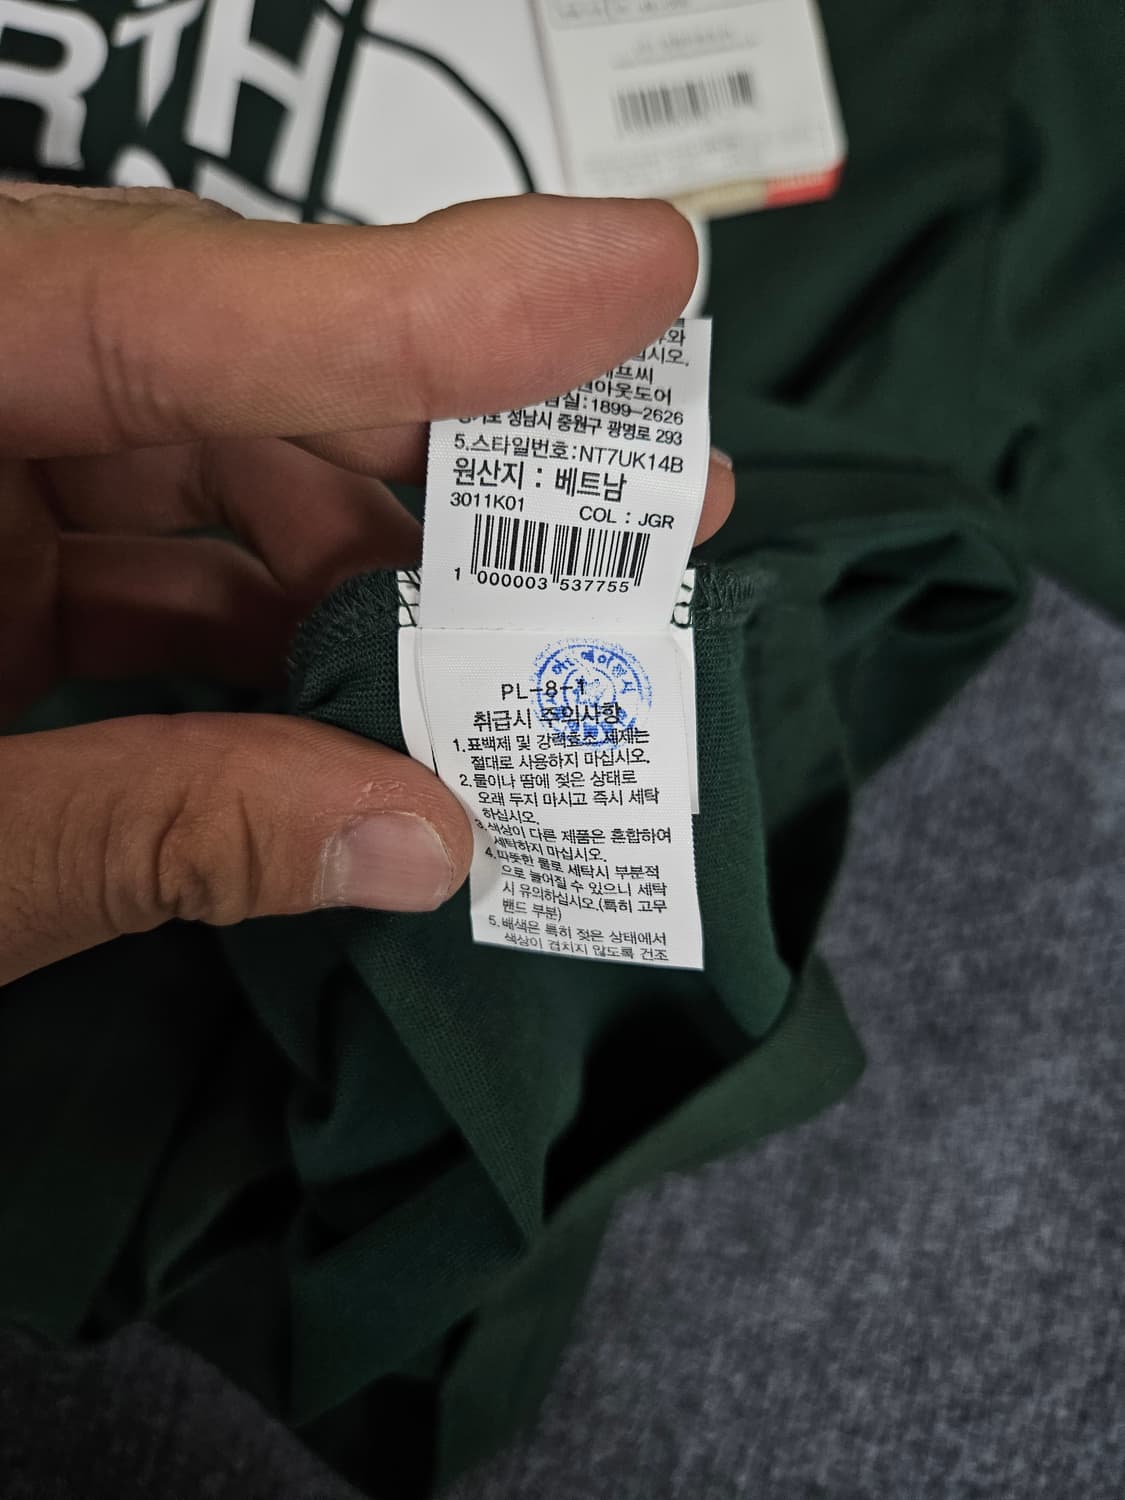 RTH
시오.
프씨
아웃도어
실:1899-2626
성남시 중원구 광명로 293
5.스타일번호:NT7UK14B
원산지 : 베트남
3011K01 COL : JGR
1 000003 537755
PL-8-1
취급시 주의사항
1.표백제 및 강력효소 세제는
절대로 사용하지 마십시오.
2.물이나 땀에 젖은 상태로
오래 두지 마시고 즉시 세탁
하십시오.
3.색상이 다른 제품은 혼합하여
세탁하지 마십시오.
4.따뜻한 물로 세탁시 부분적
으로 늘어질 수 있으니 세탁
시 유의하십시오.(특히 고무
밴드 부분)
5.배색은 특히 젖은 상태에서
색상이 겹치지 않도록 건조